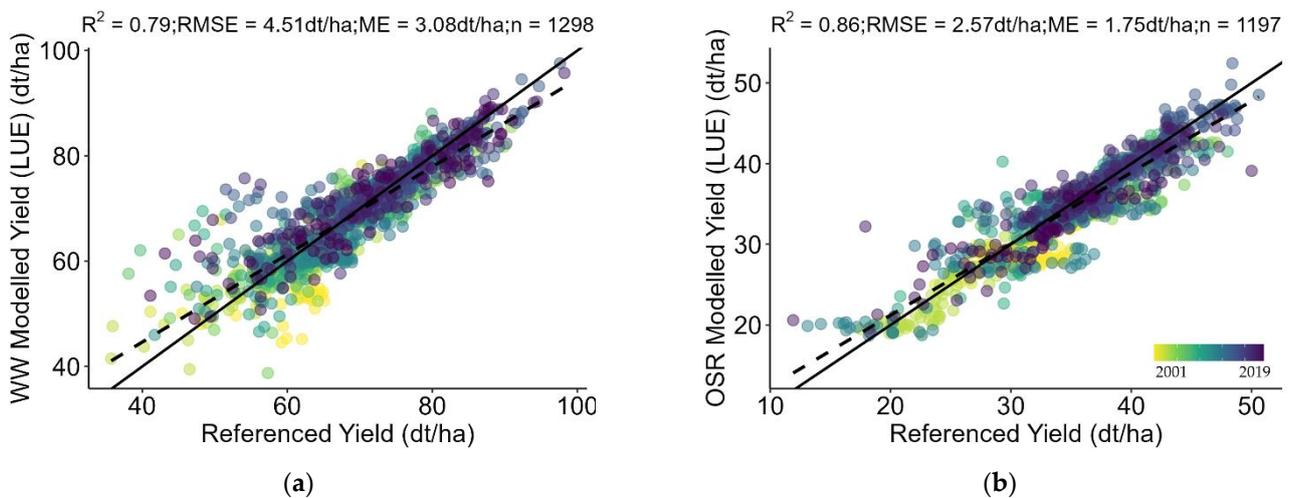 R² = 0.79;RMSE = 4.51dt/ha;ME = 3.08dt/ha;n = 1298
WW Modelled Yield (LUE) (dt/ha)
100
80
60
40
40 60 80 100
Referenced Yield (dt/ha)
(a)
R² = 0.86;RMSE = 2.57dt/ha;ME = 1.75dt/ha;n = 1197
OSR Modelled Yield (LUE) (dt/ha)
50
40
30
20
2001 2019
10 20 30 40 50
Referenced Yield (dt/ha)
(b)